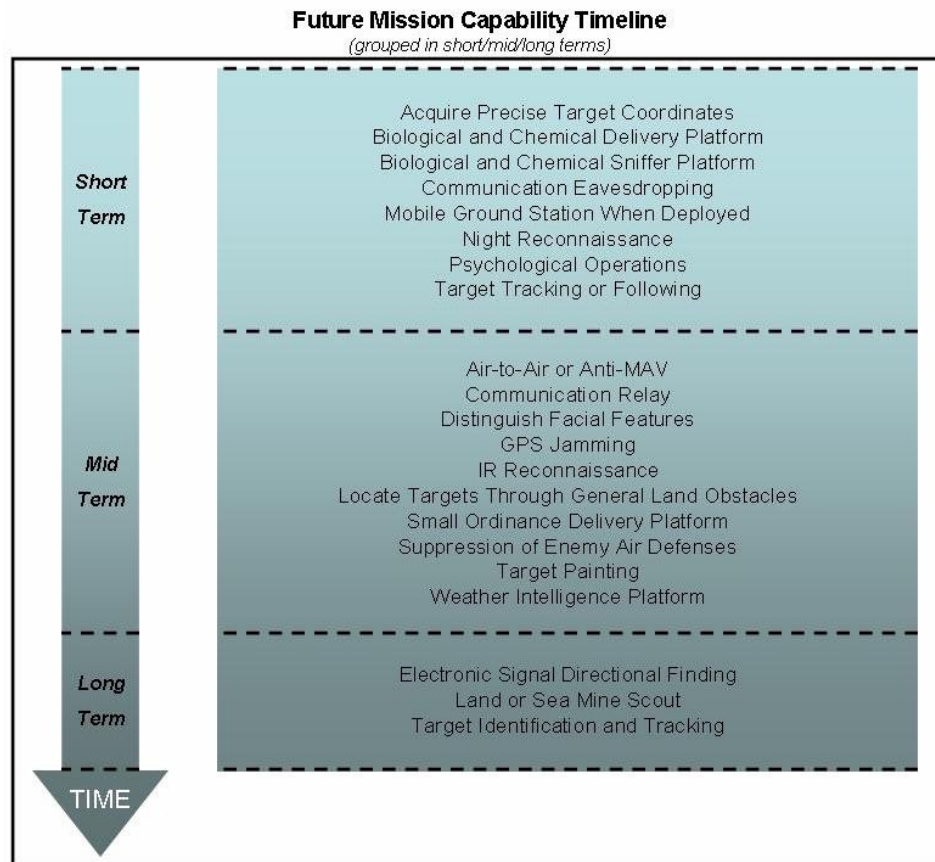 Future Mission Capability Timeline
(grouped in short/mid/long terms)
Short
Term
Acquire Precise Target Coordinates
Biological and Chemical Delivery Platform
Biological and Chemical Sniffer Platform
Communication Eavesdropping
Mobile Ground Station When Deployed
Night Reconnaissance
Psychological Operations
Target Tracking or Following
Mid
Term
Air-to-Air or Anti-MAV
Communication Relay
Distinguish Facial Features
GPS Jamming
IR Reconnaissance
Locate Targets Through General Land Obstacles
Small Ordinance Delivery Platform
Suppression of Enemy Air Defenses
Target Painting
Weather Intelligence Platform
Long
Term
Electronic Signal Directional Finding
Land or Sea Mine Scout
Target Identification and Tracking
TIME